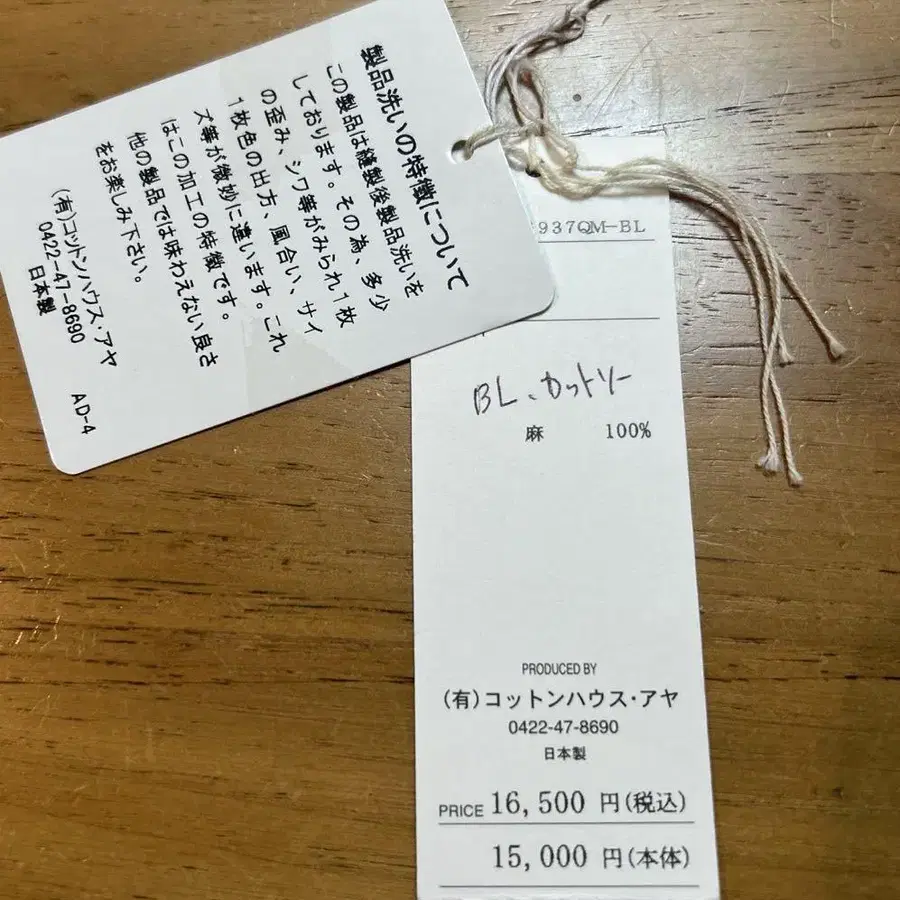 製品洗いの特徴について
この製品は縫製後製品洗いを
しております。その為、多少
の歪み、シワ等がみられ1枚
1枚色の出方、風合い、サイ
ズ等が微妙に違います。これ
はこの加工の特徴です。
他の製品では味わえない良さ
をお楽しみ下さい。
(有)コットンハウス・アヤ
0422-47-8690
日本製 AD-4
937QM-BL
BL、カットソー
麻 100%
PRODUCED BY
(有)コットンハウス・アヤ
0422-47-8690
日本製
PRICE 16,500 円(税込)
15,000 円(本体)